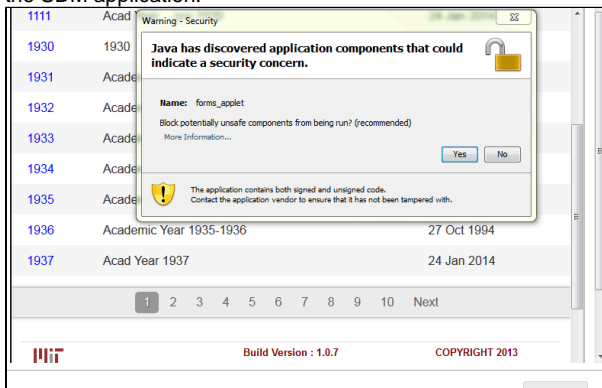 the SDM application.
1111 Acad 24 Jan 2014
Warning - Security
Java has discovered application components that could
indicate a security concern.
Name: forms_applet
Block potentially unsafe components from being run? (recommended)
More Information...
Yes No
The application contains both signed and unsigned code.
Contact the application vendor to ensure that it has not been tampered with.
1930 1930
1931 Acade
1932 Acade
1933 Acade
1934 Acade
1935 Acade
1936 Academic Year 1935-1936 27 Oct 1994
1937 Acad Year 1937 24 Jan 2014
1 2 3 4 5 6 7 8 9 10 Next
MIT Build Version : 1.0.7 COPYRIGHT 2013